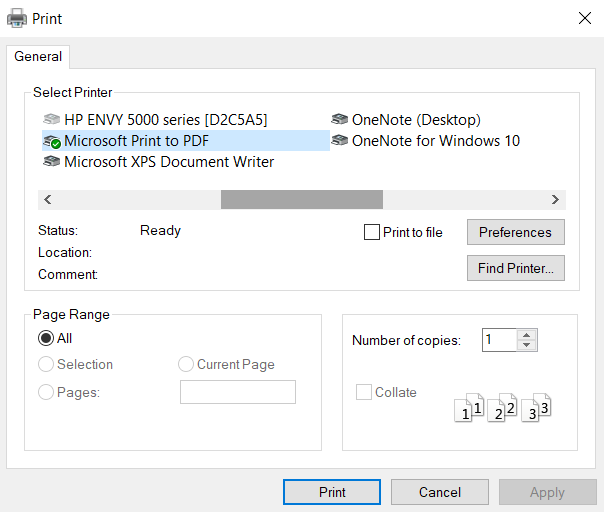 Print
General
Select Printer
HP ENVY 5000 series [D2C5A5]
OneNote (Desktop)
Microsoft Print to PDF
OneNote for Windows 10
Microsoft XPS Document Writer
Status: Ready
Print to file
Preferences
Location:
Comment:
Find Printer...
Page Range
All
Number of copies: 1
Selection
Current Page
Pages:
Collate
1 1 2 2 3 3
Print
Cancel
Apply